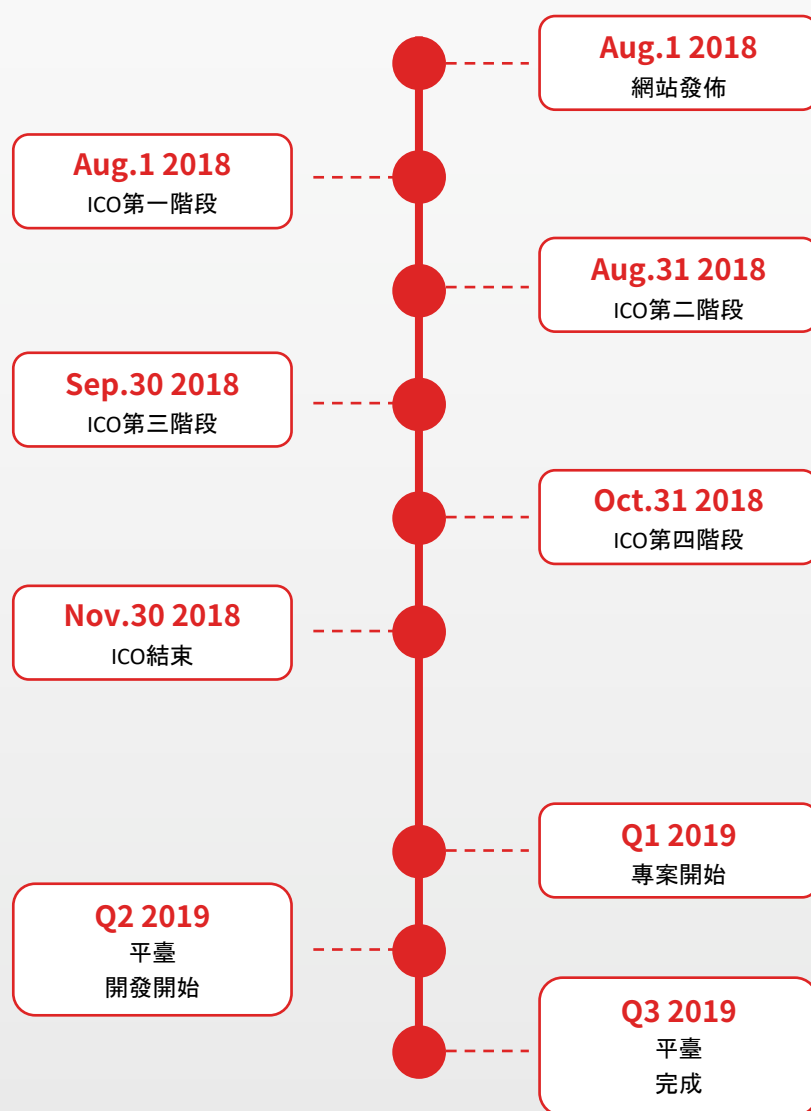 Aug.1 2018
網站發佈
Aug.1 2018
ICO第一階段
Aug.31 2018
ICO第二階段
Sep.30 2018
ICO第三階段
Oct.31 2018
ICO第四階段
Nov.30 2018
ICO結束
Q1 2019
專案開始
Q2 2019
平臺
開發開始
Q3 2019
平臺
完成